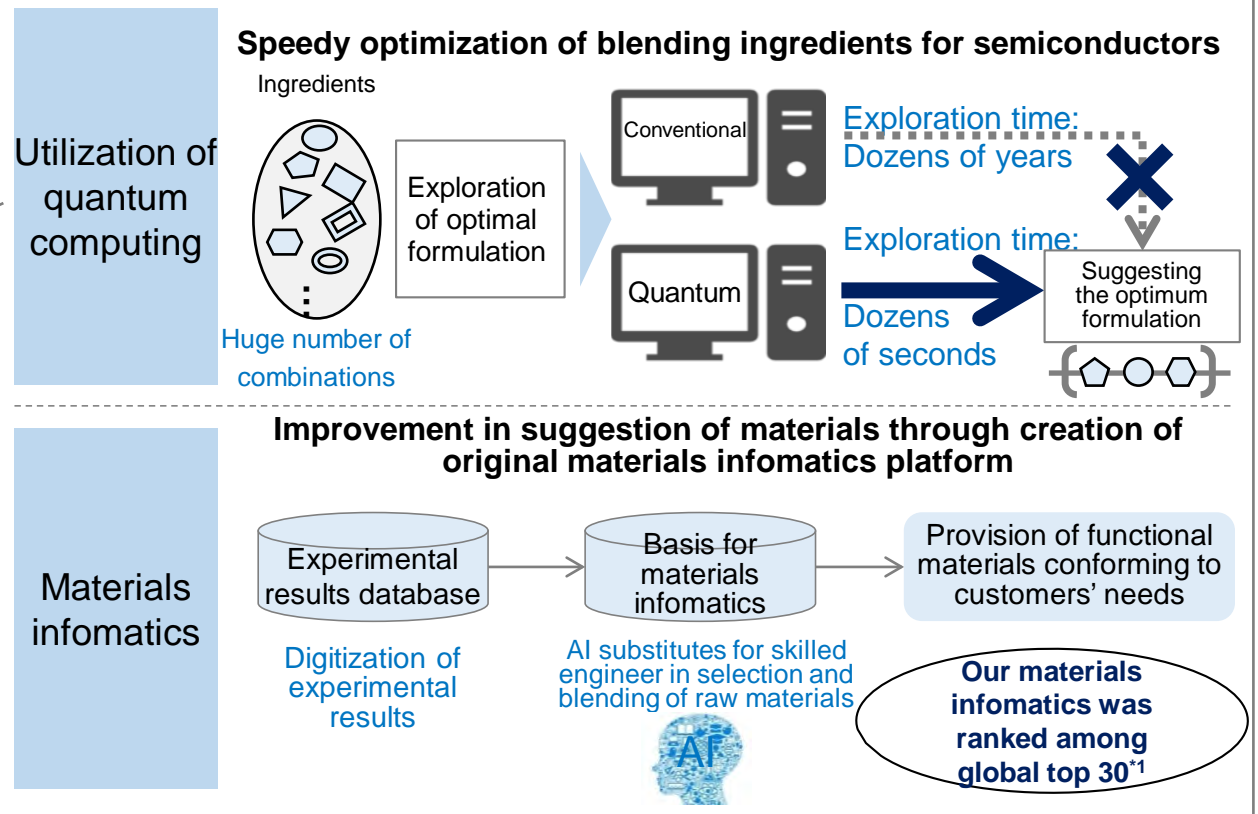 Speedy optimization of blending ingredients for semiconductors
Utilization of
quantum
computing
Ingredients
Huge number of
combinations
Exploration
of optimal
formulation
Conventional
Exploration time:
Dozens of years
Quantum
Exploration time:
Dozens
of seconds
Suggesting
the optimum
formulation
Improvement in suggestion of materials through creation of
original materials infomatics platform
Materials
infomatics
Experimental
results database
Digitization of
experimental
results
Basis for
materials
infomatics
AI substitutes for skilled
engineer in selection and
blending of raw materials
AI
Provision of functional
materials conforming to
customers’ needs
Our materials
infomatics was
ranked among
global top 30*1